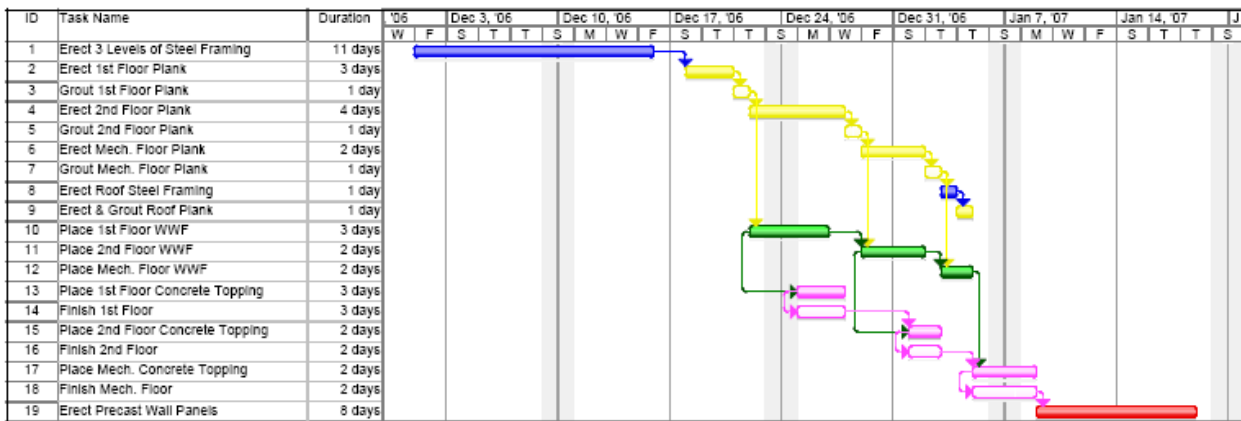 ID Task Name Duration '06 Dec 3, '06 Dec 10, '06 Dec 17, '06 Dec 24, '06 Dec 31, '06 Jan 7, '07 Jan 14, '07 J
W F S T T S M W F S T T S M W F S T T S M W F S T T S
1 Erect 3 Levels of Steel Framing 11 days
2 Erect 1st Floor Plank 3 days
3 Grout 1st Floor Plank 1 day
4 Erect 2nd Floor Plank 4 days
5 Grout 2nd Floor Plank 1 day
6 Erect Mech. Floor Plank 2 days
7 Grout Mech. Floor Plank 1 day
8 Erect Roof Steel Framing 1 day
9 Erect & Grout Roof Plank 1 day
10 Place 1st Floor WWF 3 days
11 Place 2nd Floor WWF 2 days
12 Place Mech. Floor WWF 2 days
13 Place 1st Floor Concrete Topping 3 days
14 Finish 1st Floor 3 days
15 Place 2nd Floor Concrete Topping 2 days
16 Finish 2nd Floor 2 days
17 Place Mech. Concrete Topping 2 days
18 Finish Mech. Floor 2 days
19 Erect Precast Wall Panels 8 days